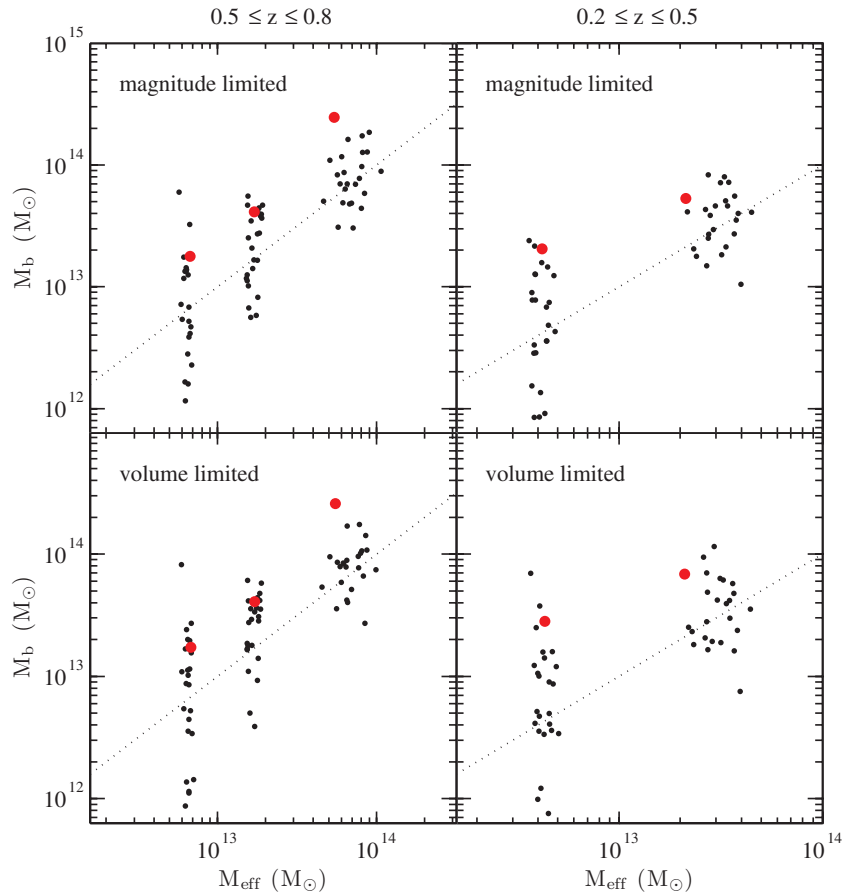 0.5 ≤ z ≤ 0.8
0.2 ≤ z ≤ 0.5
10^15
magnitude limited
magnitude limited
10^14
M_b (M_⊙)
10^13
10^12
volume limited
volume limited
10^14
M_b (M_⊙)
10^13
10^12
10^13
10^14
10^13
10^14
M_eff (M_⊙)
M_eff (M_⊙)